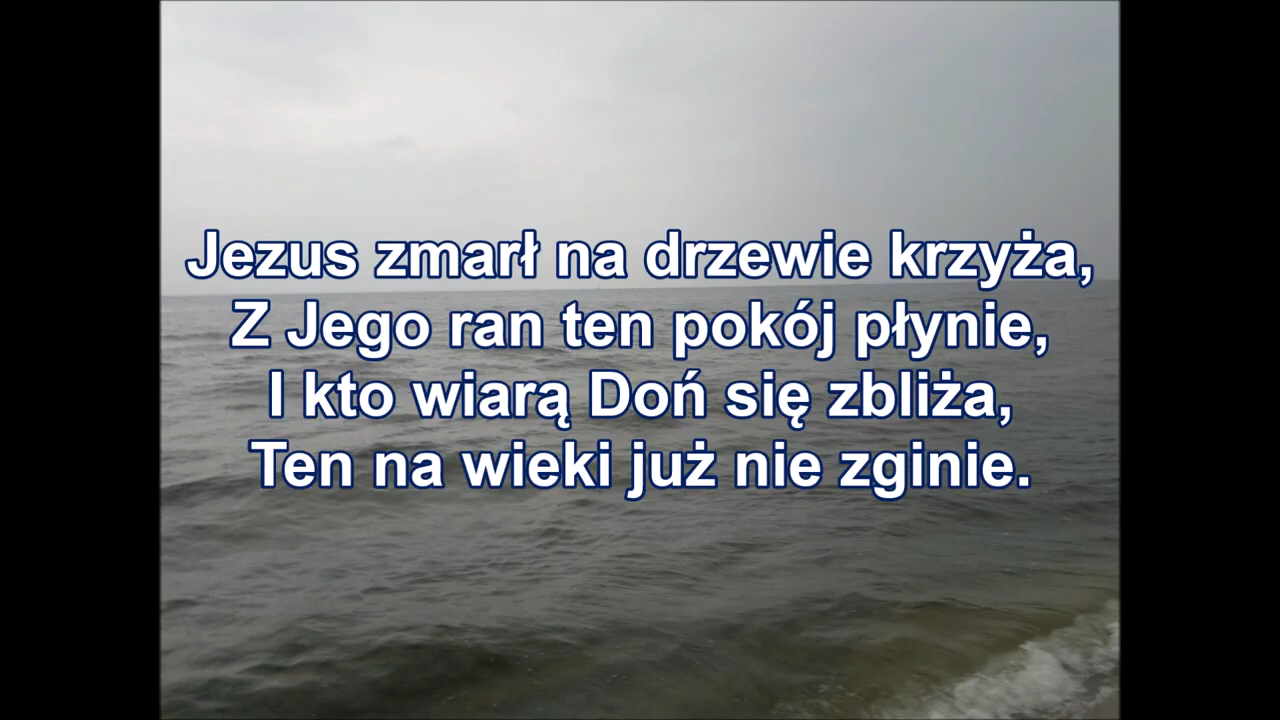 Jezus zmarł na drzewie krzyża,
Z Jego ran ten pokój płynie,
I kto wiarą Doń się zbliża,
Ten na wieki już nie zginie.